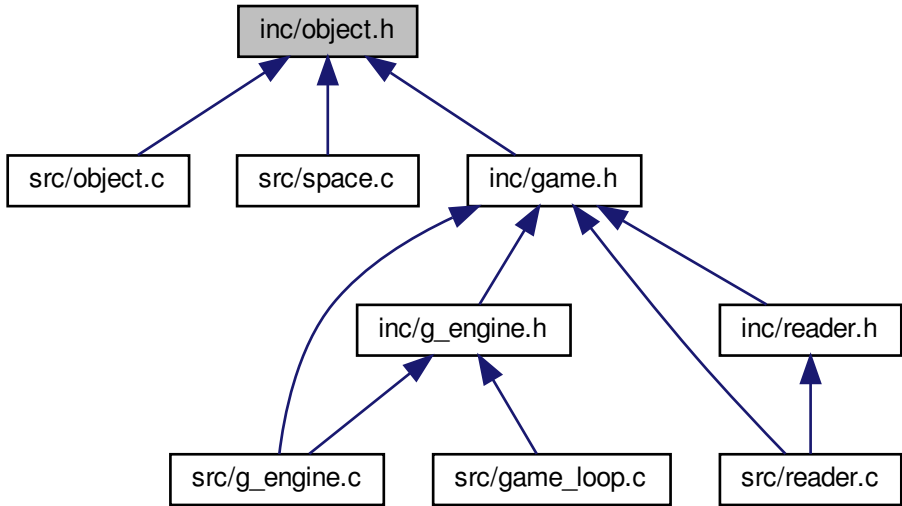 inc/object.h
src/object.c
src/space.c
inc/game.h
inc/g_engine.h
inc/reader.h
src/g_engine.c
src/game_loop.c
src/reader.c